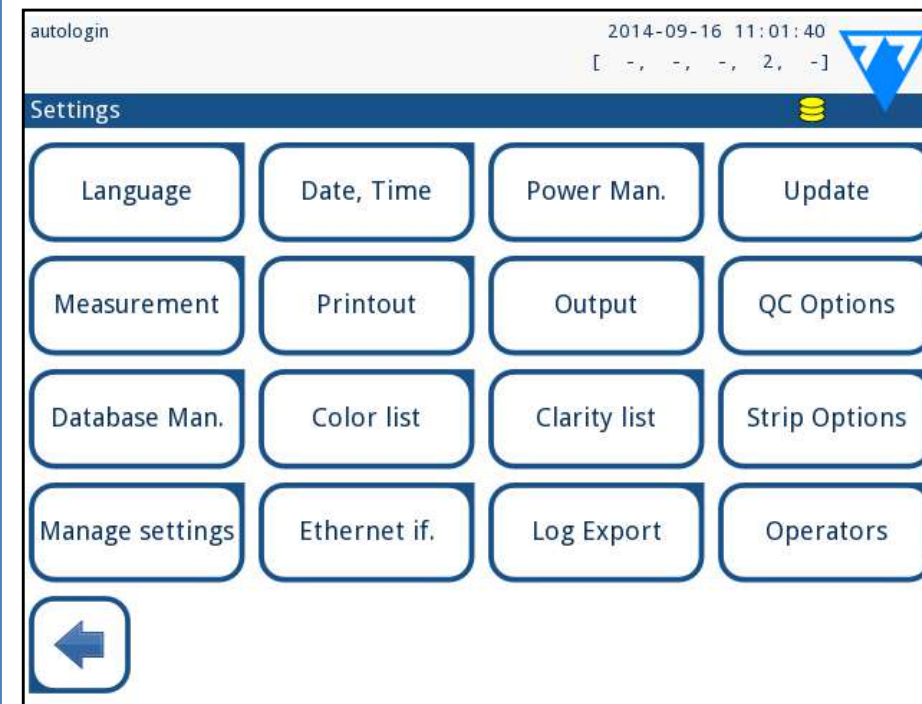 autologin 2014-09-16 11:01:40
[ -, -, -, 2, -]
Settings
Language Date, Time Power Man. Update
Measurement Printout Output QC Options
Database Man. Color list Clarity list Strip Options
Manage settings Ethernet if. Log Export Operators